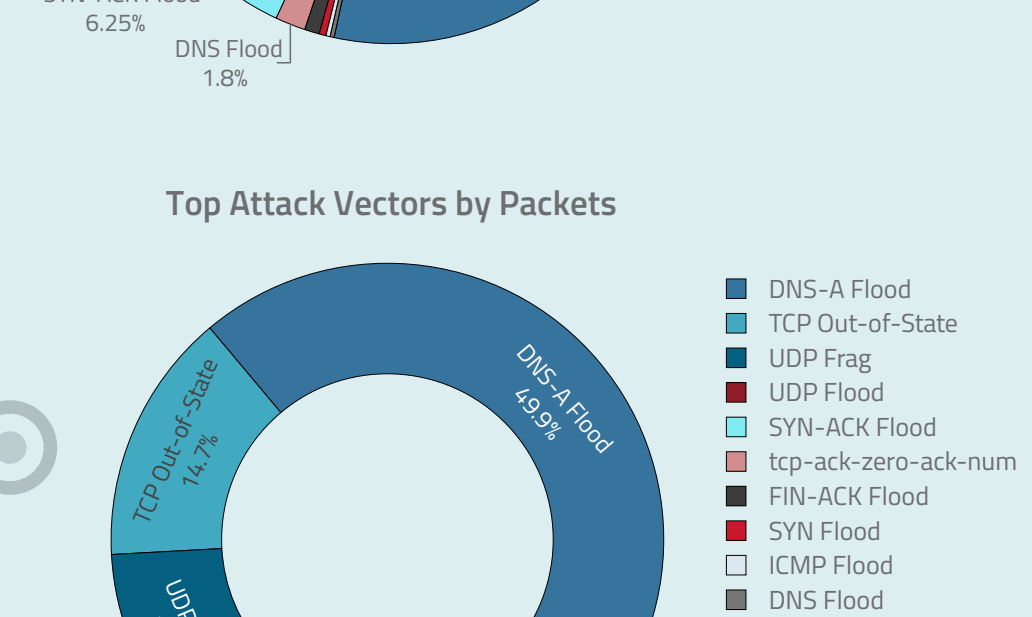 6.25%
DNS Flood
1.8%
Top Attack Vectors by Packets
DNS-A Flood
49.9%
TCP Out-of-State
14.7%
DNS-A Flood
TCP Out-of-State
UDP Frag
UDP Flood
SYN-ACK Flood
tcp-ack-zero-ack-num
FIN-ACK Flood
SYN Flood
ICMP Flood
DNS Flood